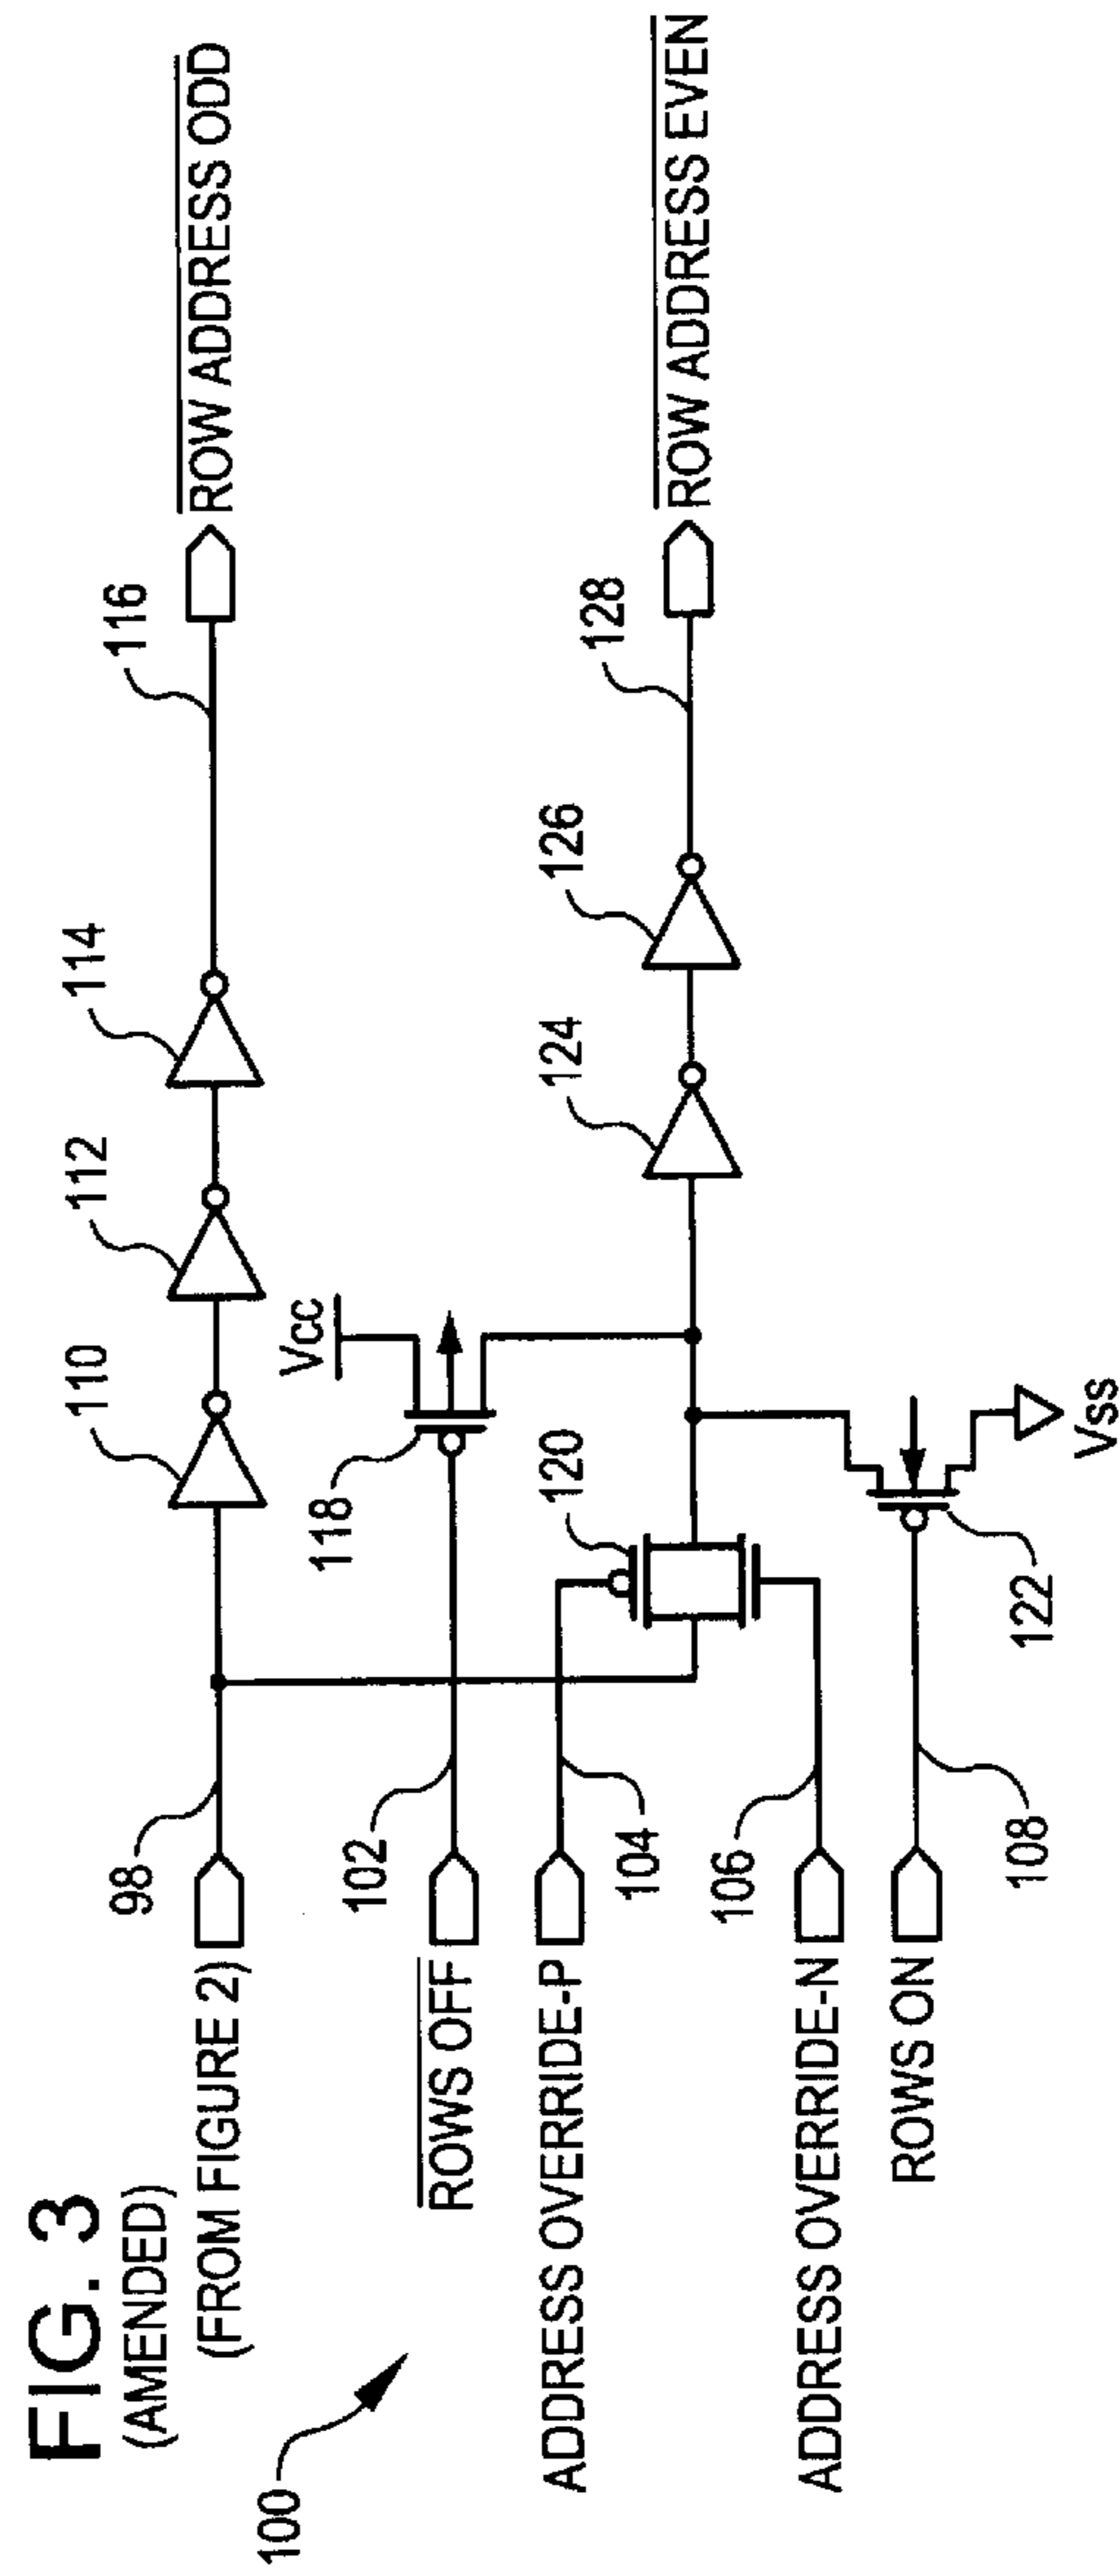 FIG. 3
(AMENDED)
(FROM FIGURE 2)
98
110
112
114
116
ROW ADDRESS ODD
100
ROWS OFF
102
118
Vcc
ADDRESS OVERRIDE-P
104
120
124
126
128
ROW ADDRESS EVEN
ADDRESS OVERRIDE-N
106
ROWS ON
108
122
Vss